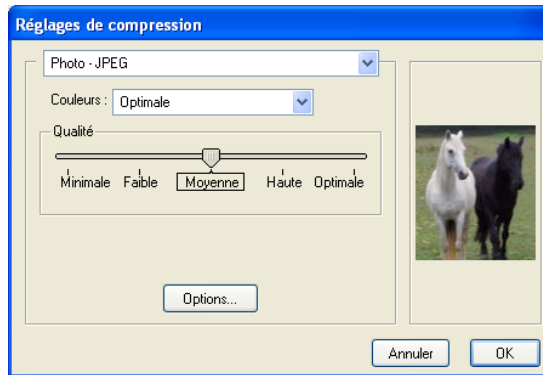 Réglages de compression
Photo - JPEG
Couleurs : Optimale
Qualité
Minimale Faible Moyenne Haute Optimale
Options...
Annuler OK